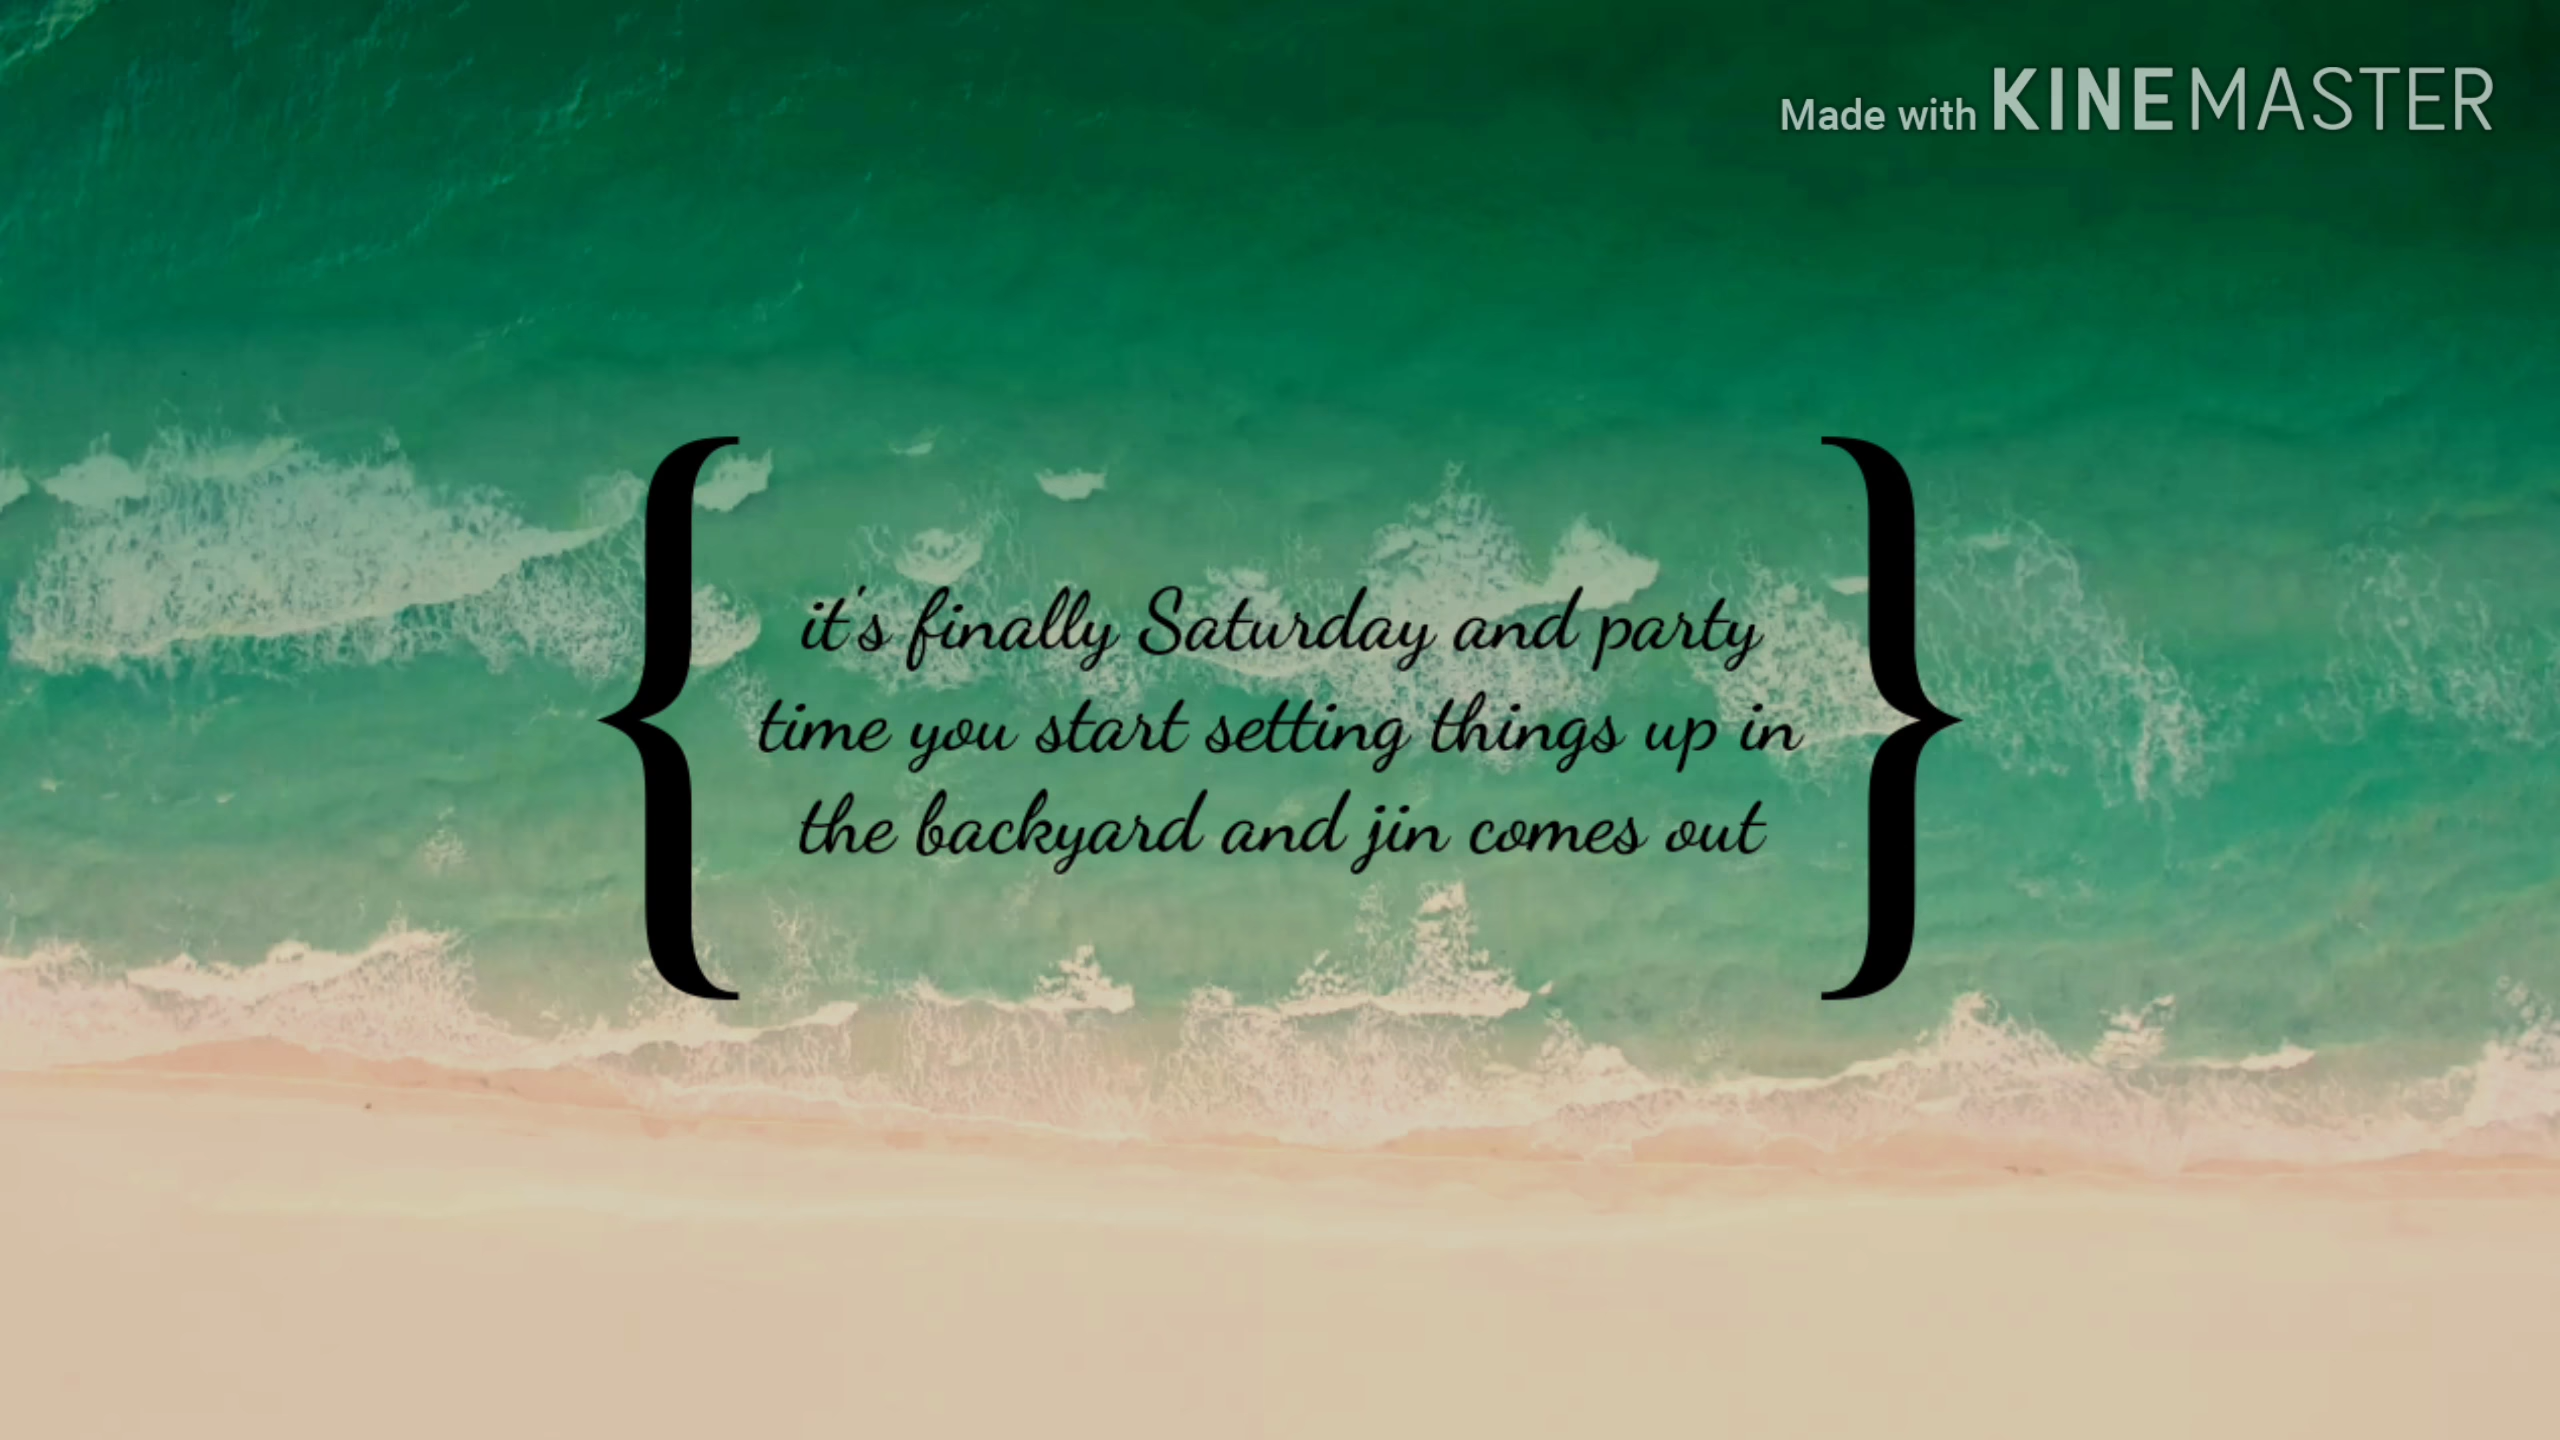 Made with KINEMASTER
it's finally Saturday and party
time you start setting things up in
the backyard and jin comes out